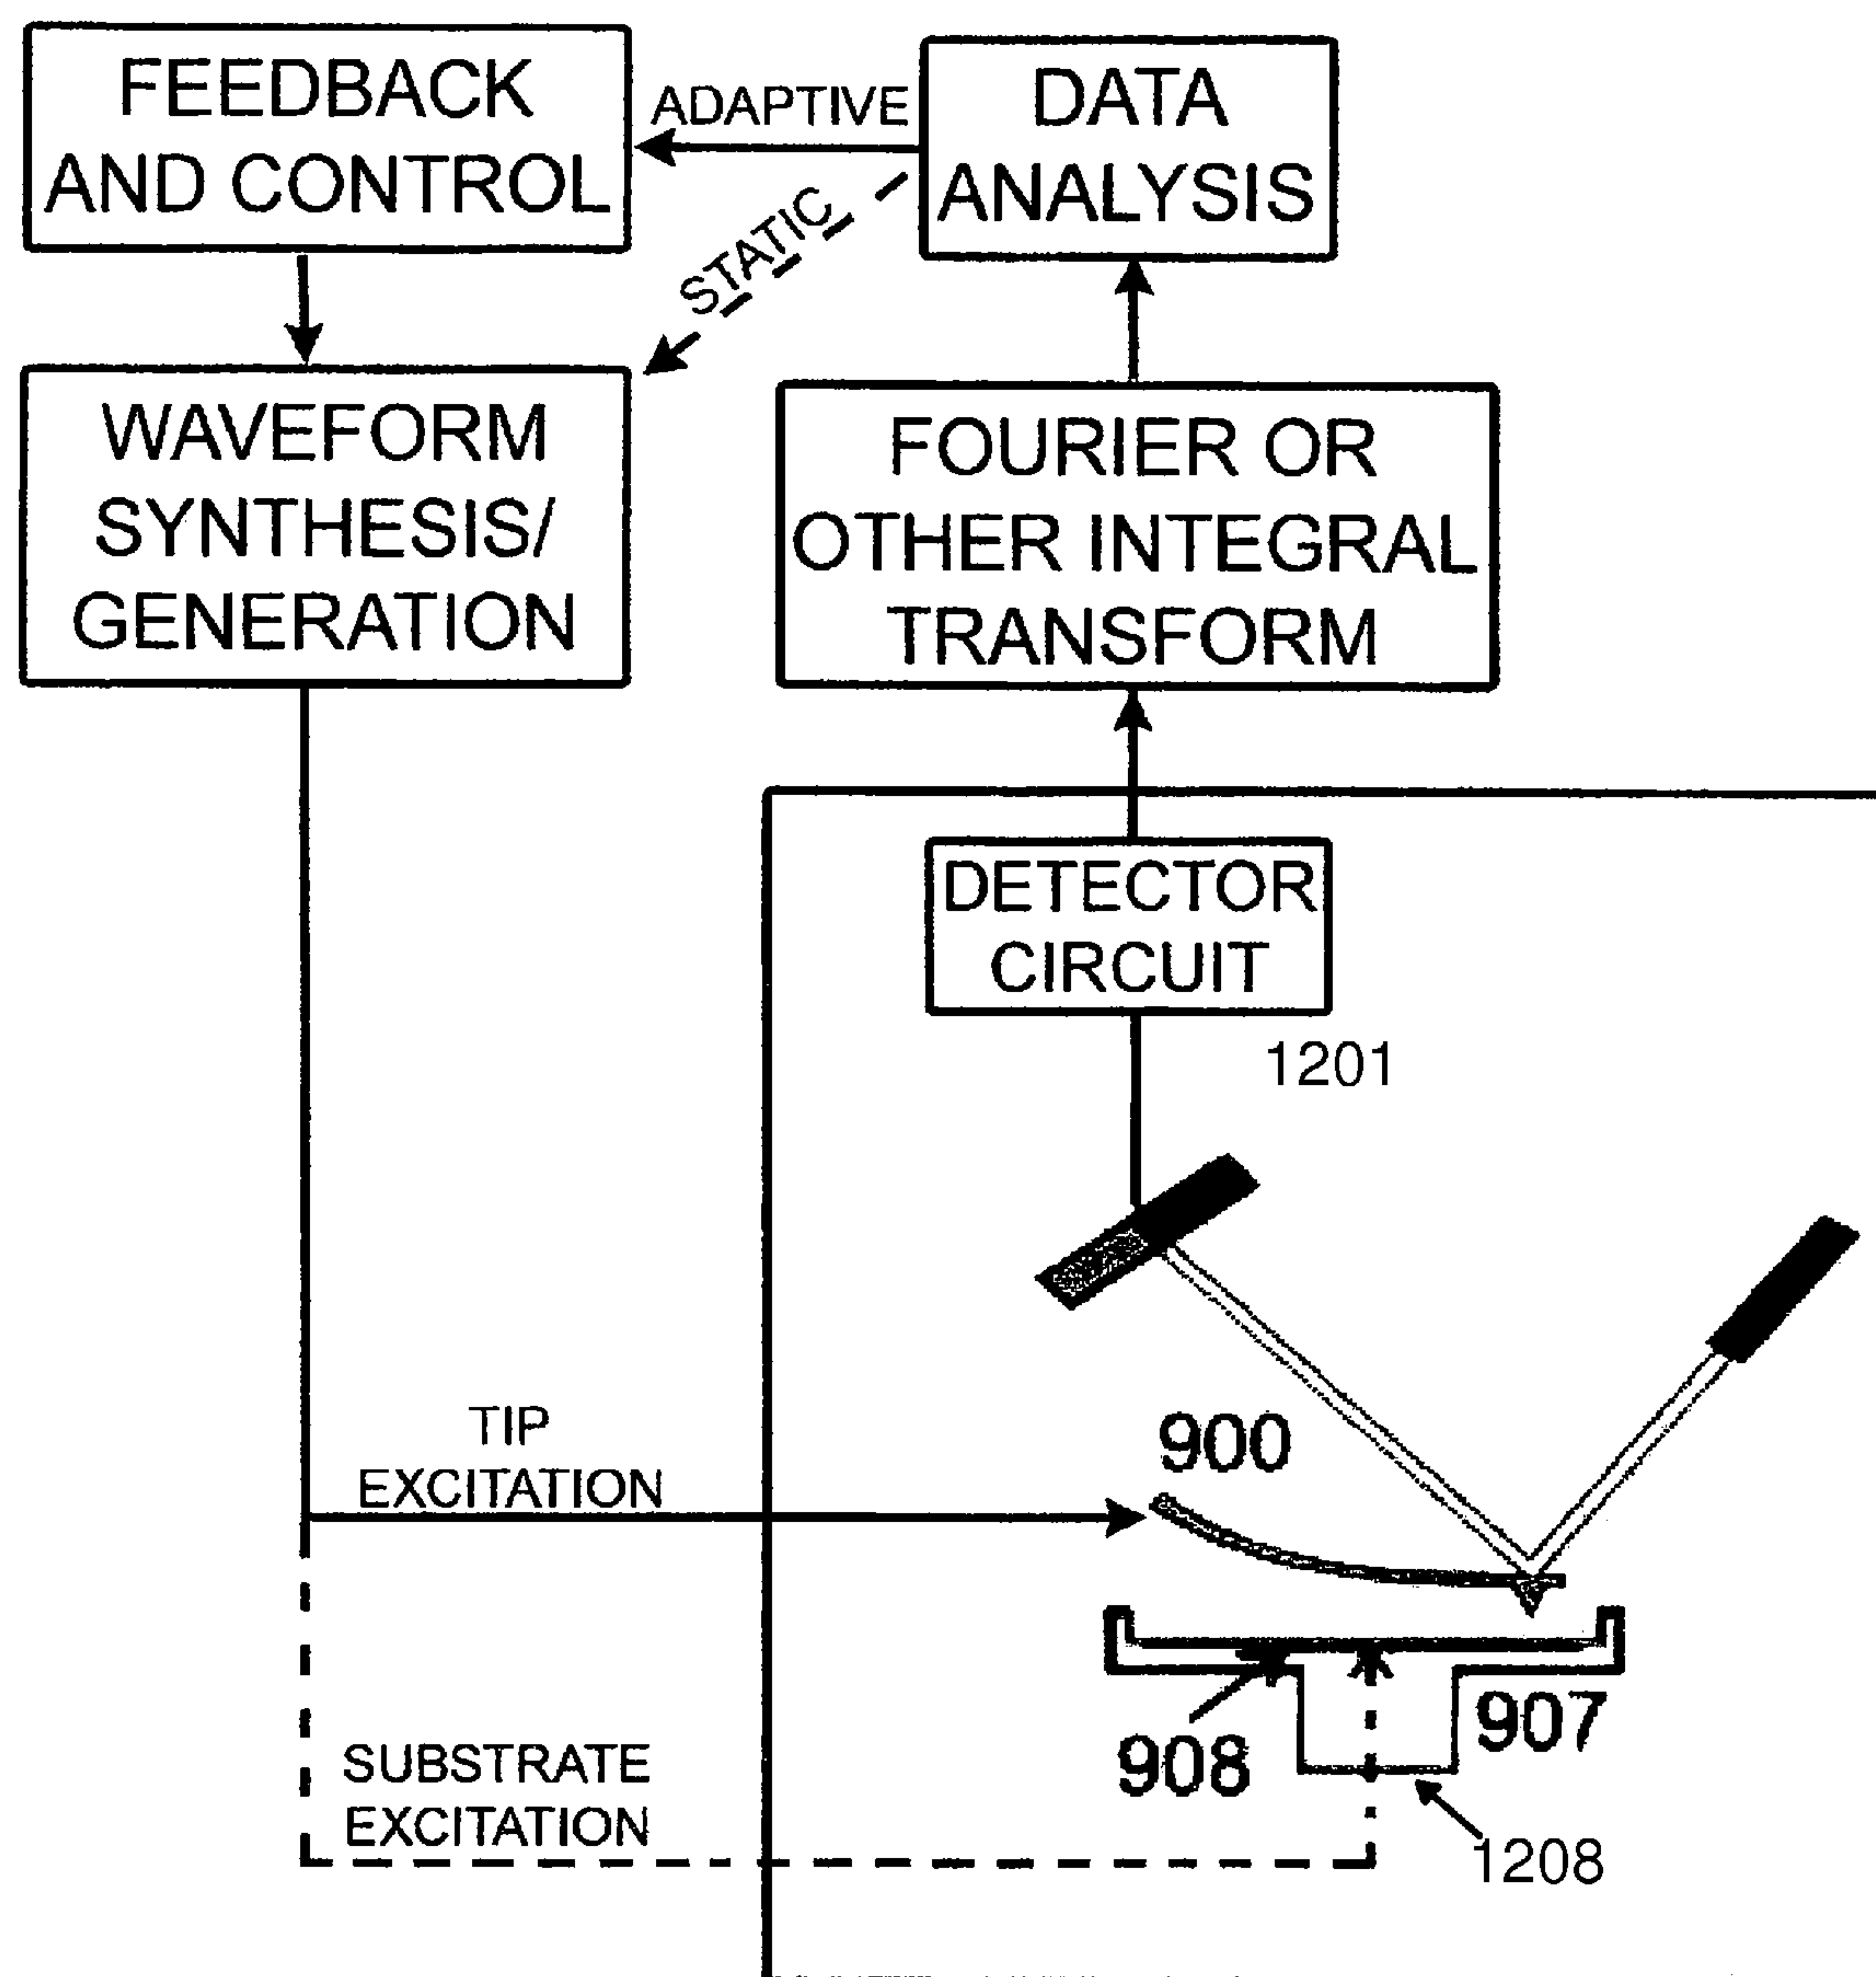 FEEDBACK
AND CONTROL
ADAPTIVE
DATA
ANALYSIS
STATIC
WAVEFORM
SYNTHESIS/
GENERATION
FOURIER OR
OTHER INTEGRAL
TRANSFORM
DETECTOR
CIRCUIT
1201
TIP
EXCITATION
900
908
907
SUBSTRATE
EXCITATION
1208